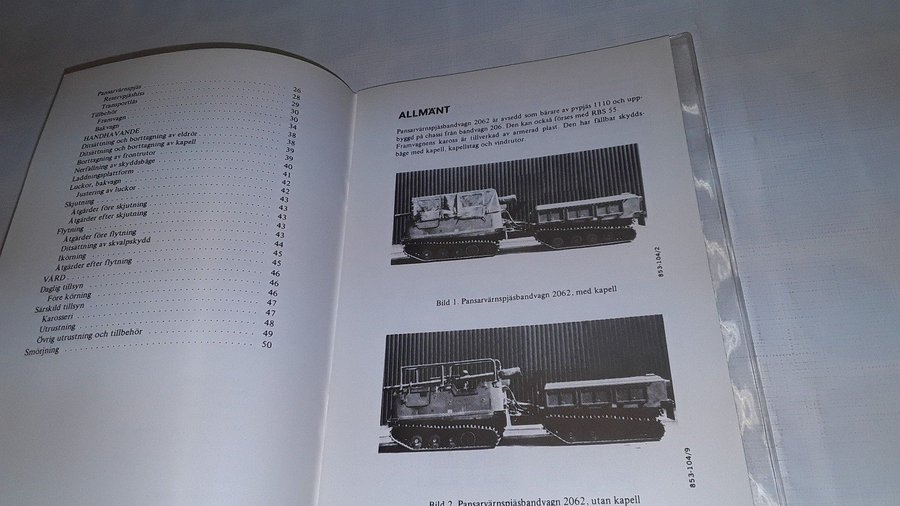 Pansarvärnspjäs . . . 26
Reservpjäshiss . . . 28
Transportlås . . . 29
Tillbehör . . . 30
Framvagn . . . 30
Bakvagn . . . 34
HANDHAVANDE . . . 38
Ditsättning och borttagning av eldrör . . . 38
Ditsättning och borttagning av kapell . . . 39
Borttagning av frontrutor . . . 39
Nerfällning av skyddsbåge . . . 40
Laddningsplattform . . . 41
Luckor, bakvagn . . . 42
Justering av luckor . . . 42
Skjutning . . . 43
Åtgärder före skjutning . . . 43
Åtgärder efter skjutning . . . 43
Flytning . . . 43
Åtgärder före flytning . . . 43
Ditsättning av skvalpskydd . . . 44
Ikörning . . . 45
Åtgärder efter flytning . . . 45
VÅRD . . . 46
Daglig tillsyn . . . 46
Före körning . . . 46
Särskild tillsyn . . . 47
Karosseri . . . 47
Utrustning . . . 48
Övrig utrustning och tillbehör . . . 49
Smörjning . . . 50
ALLMÄNT
Pansarvärnspjäsbandvagn 2062 är avsedd som bärare av pvpjäs 1110 och upp-
byggd på chassi från bandvagn 206. Den kan också förses med RBS 55
Framvagnens kaross är tillverkad av armerad plast. Den har fällbar skydds-
båge med kapell, kapellstag och vindrutor.
853-104/2
Bild 1. Pansarvärnspjäsbandvagn 2062, med kapell
853-104/9
Bild 2. Pansarvärnspjäsbandvagn 2062, utan kapell